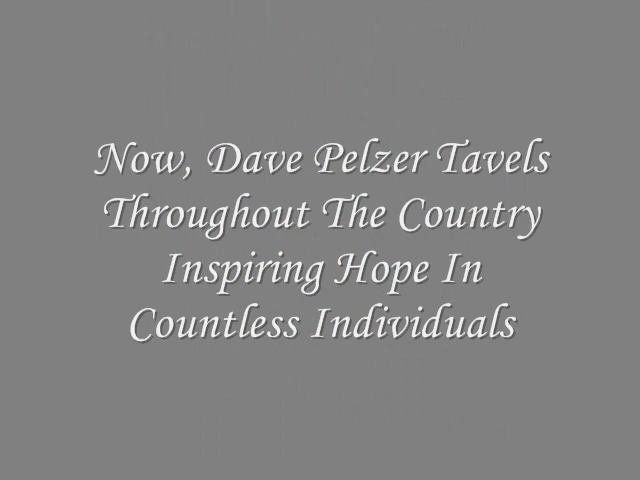 Now, Dave Pelzer Tavels
Throughout The Country
Inspiring Hope In
Countless Individuals